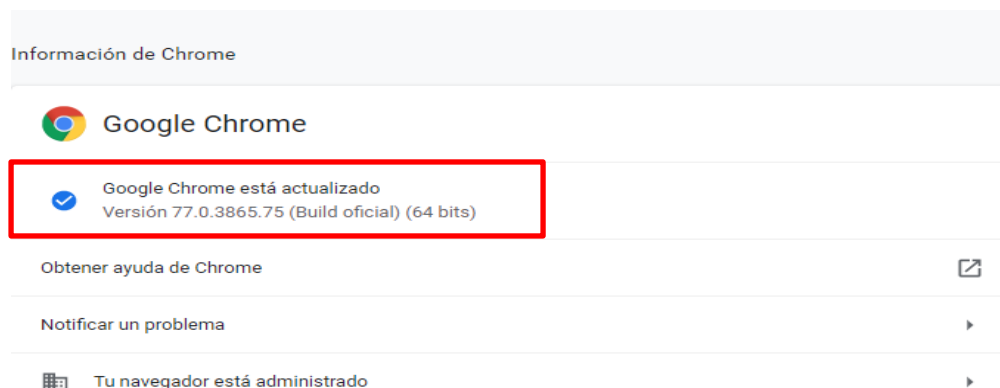 Información de Chrome
Google Chrome
Google Chrome está actualizado
Versión 77.0.3865.75 (Build oficial) (64 bits)
Obtener ayuda de Chrome
Notificar un problema
Tu navegador está administrado